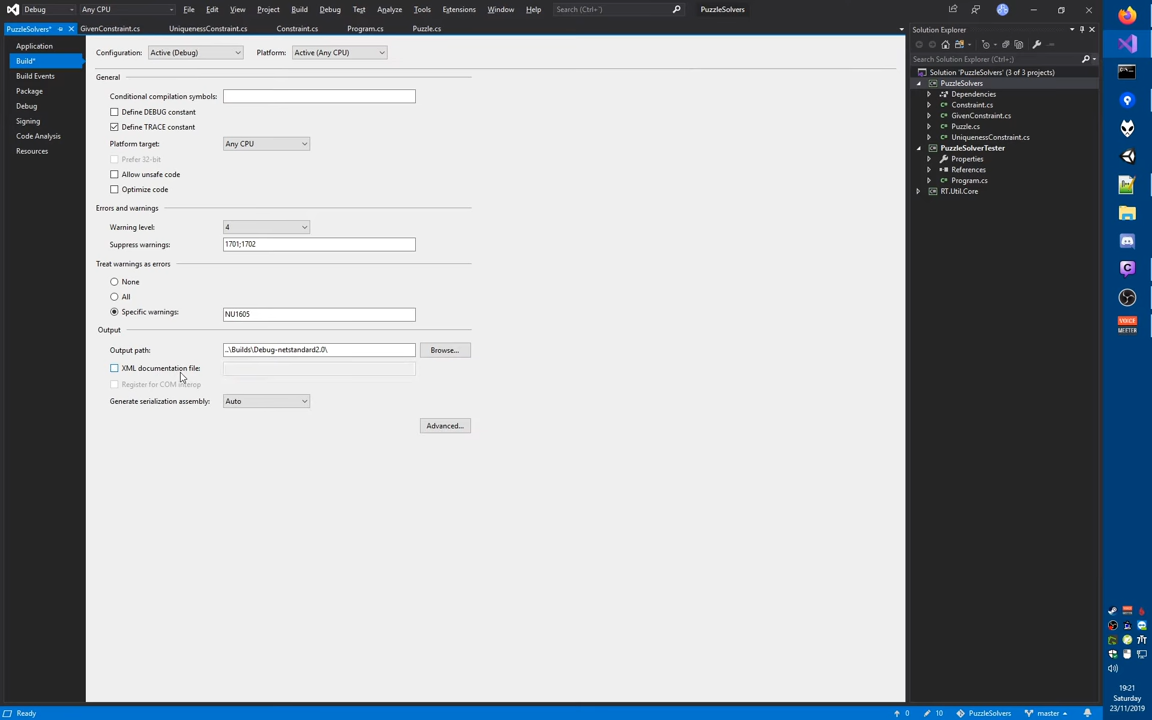 Debug Any CPU File Edit View Project Build Debug Test Analyze Tools Extensions Window Help Search (Ctrl+') PuzzleSolvers
PuzzleSolvers* GivenConstraint.cs UniquenessConstraint.cs Constraint.cs Program.cs Puzzle.cs
Application
Build*
Build Events
Package
Debug
Signing
Code Analysis
Resources
Configuration: Active (Debug) Platform: Active (Any CPU)
General
Conditional compilation symbols:
Define DEBUG constant
Define TRACE constant
Platform target: Any CPU
Prefer 32-bit
Allow unsafe code
Optimize code
Errors and warnings
Warning level: 4
Suppress warnings: 1701;1702
Treat warnings as errors
None
All
Specific warnings: NU1605
Output
Output path: ..\Builds\Debug-netstandard2.0\ Browse...
XML documentation file:
Register for COM interop
Generate serialization assembly: Auto
Advanced...
Solution Explorer
Search Solution Explorer (Ctrl+;)
Solution 'PuzzleSolvers' (3 of 3 projects)
PuzzleSolvers
Dependencies
Constraint.cs
GivenConstraint.cs
Puzzle.cs
UniquenessConstraint.cs
PuzzleSolverTester
Properties
References
Program.cs
RT.Util.Core
VOICE
MEETER
19:21
Saturday
23/11/2019
Ready 0 10 PuzzleSolvers master